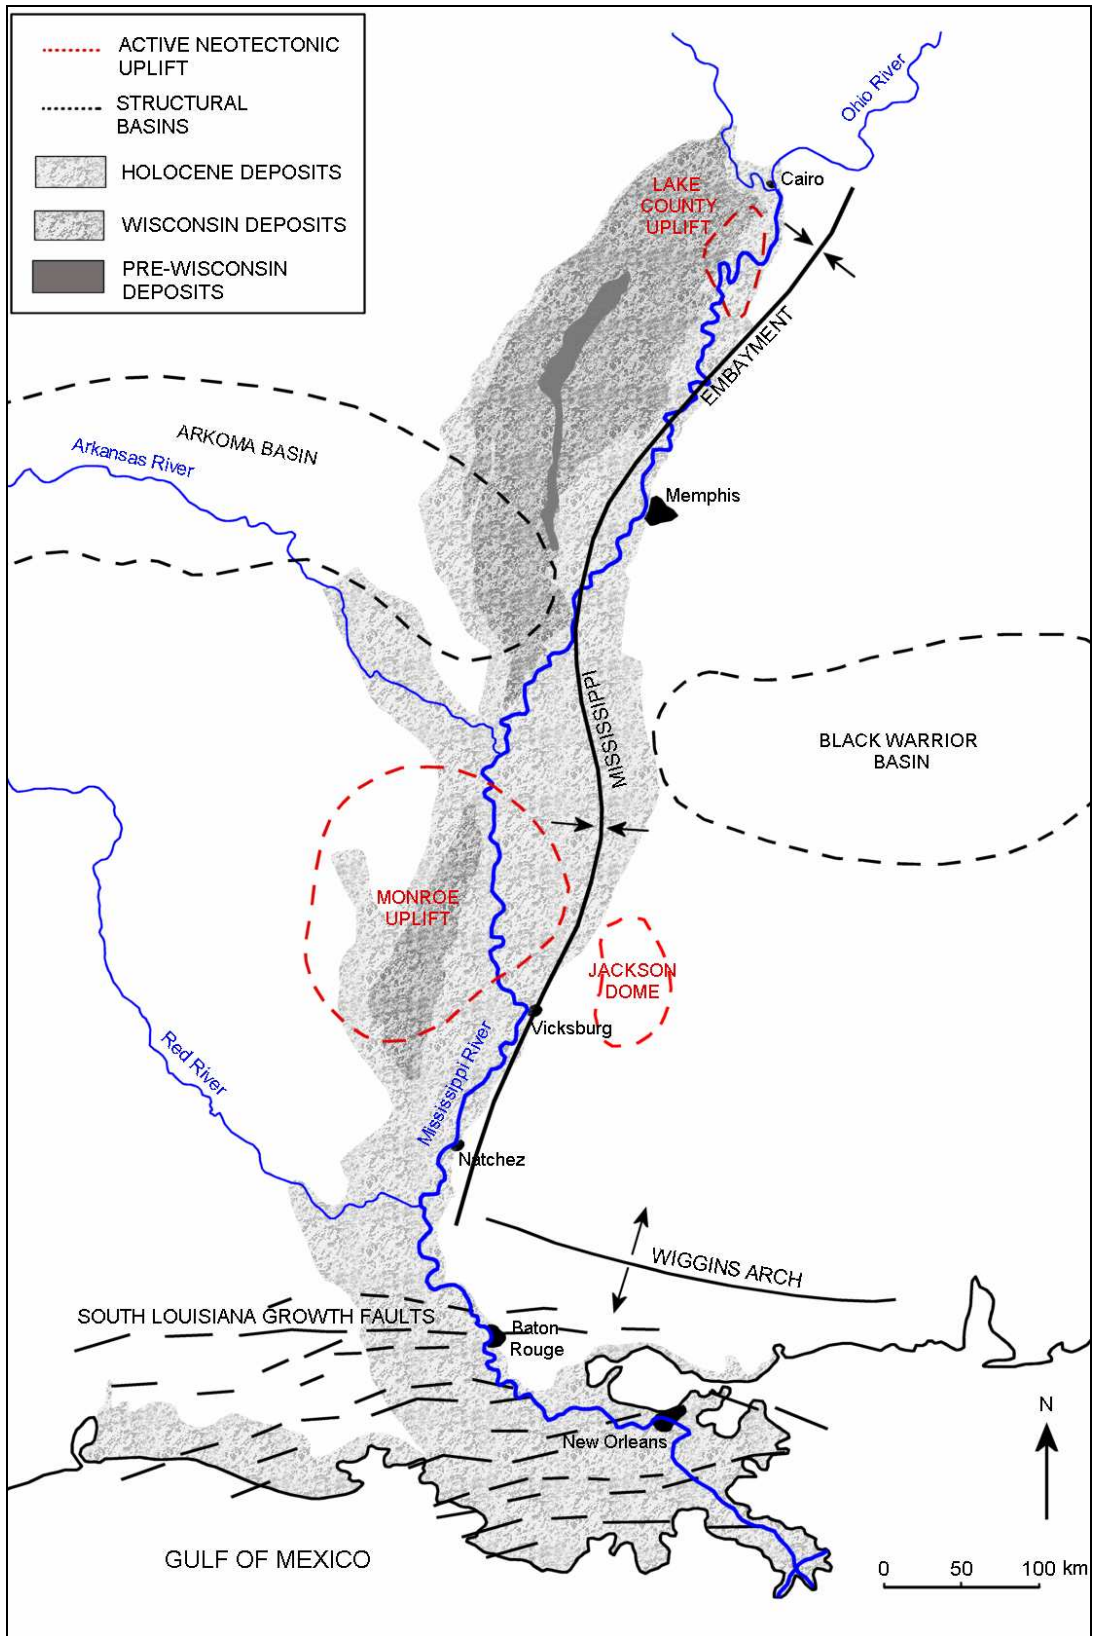 ACTIVE NEOTECTONIC
UPLIFT
STRUCTURAL
BASINS
HOLOCENE DEPOSITS
WISCONSIN DEPOSITS
PRE-WISCONSIN
DEPOSITS
Ohio River
Cairo
LAKE
COUNTY
UPLIFT
EMBAYMENT
ARKOMA BASIN
Arkansas River
Memphis
MISSISSIPPI
BLACK WARRIOR
BASIN
MONROE
UPLIFT
JACKSON
DOME
Vicksburg
Mississippi River
Red River
Natchez
WIGGINS ARCH
SOUTH LOUISIANA GROWTH FAULTS
Baton
Rouge
N
New Orleans
GULF OF MEXICO
0 50 100 km